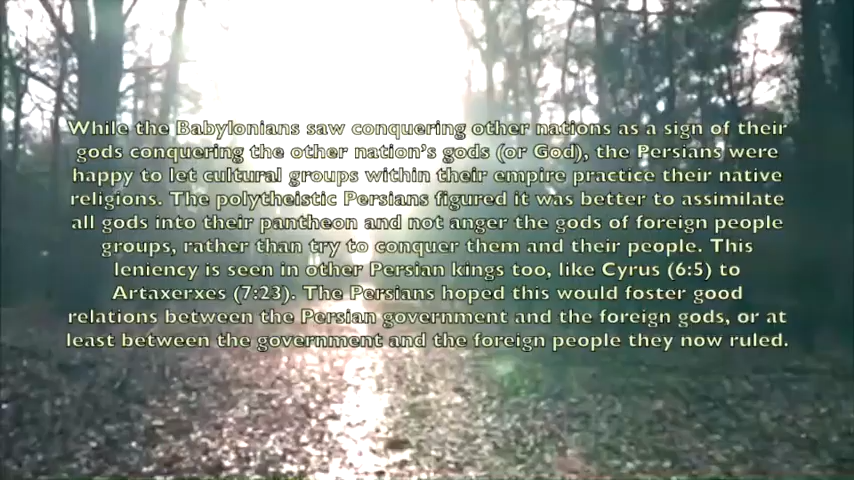 While the Babylonians saw conquering other nations as a sign of their
gods conquering the other nation's gods (or God), the Persians were
happy to let cultural groups within their empire practice their native
religions. The polytheistic Persians figured it was better to assimilate
all gods into their pantheon and not anger the gods of foreign people
groups, rather than try to conquer them and their people. This
leniency is seen in other Persian kings too, like Cyrus (6:5) to
Artaxerxes (7:23). The Persians hoped this would foster good
relations between the Persian government and the foreign gods, or at
least between the government and the foreign people they now ruled.